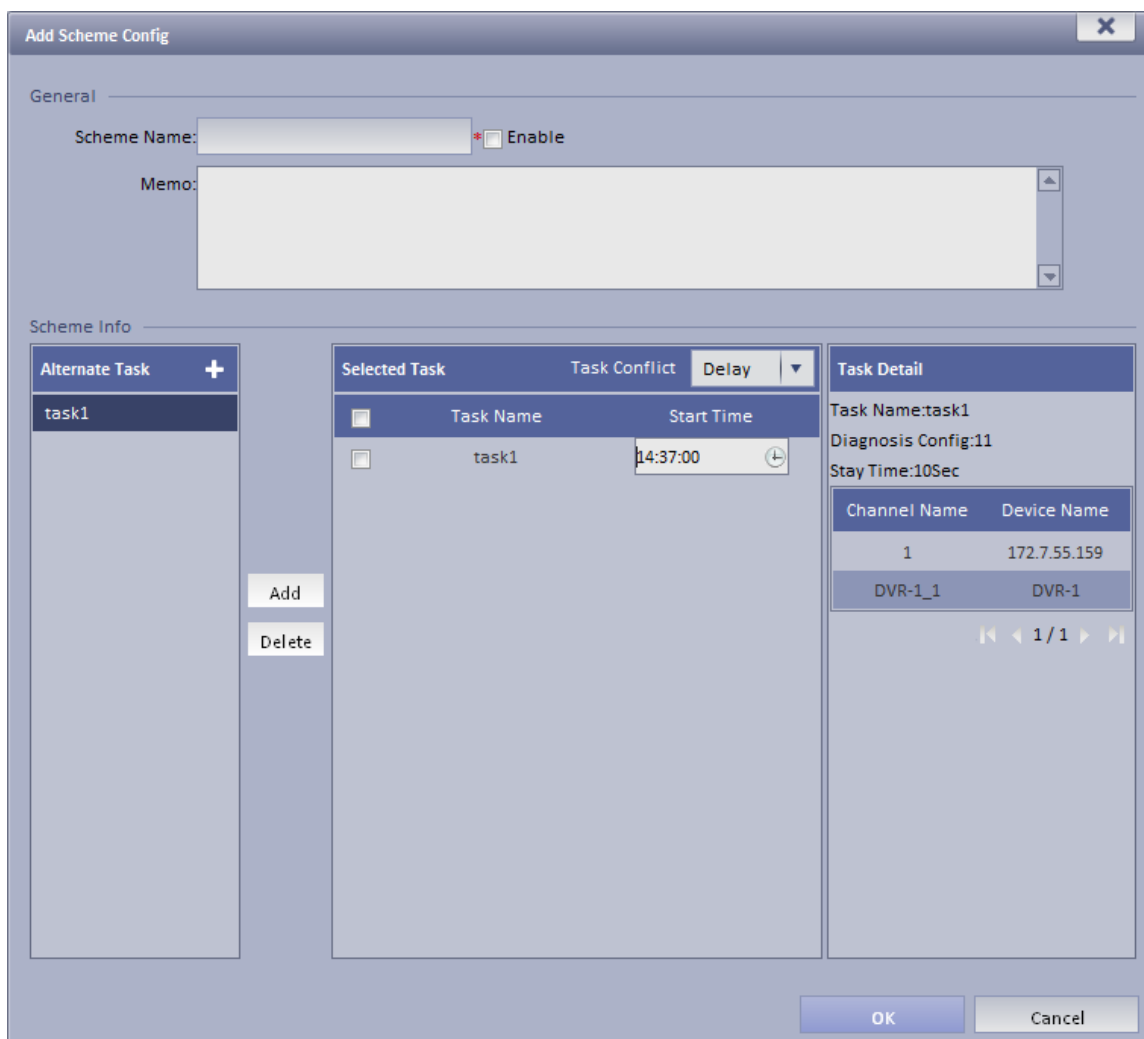 Add Scheme Config
General
Scheme Name: * Enable
Memo:
Scheme Info
Alternate Task
task1
Add
Delete
Selected Task Task Conflict Delay
Task Name Start Time
task1 14:37:00
Task Detail
Task Name:task1
Diagnosis Config:11
Stay Time:10Sec
Channel Name Device Name
1 172.7.55.159
DVR-1_1 DVR-1
1/1
OK Cancel